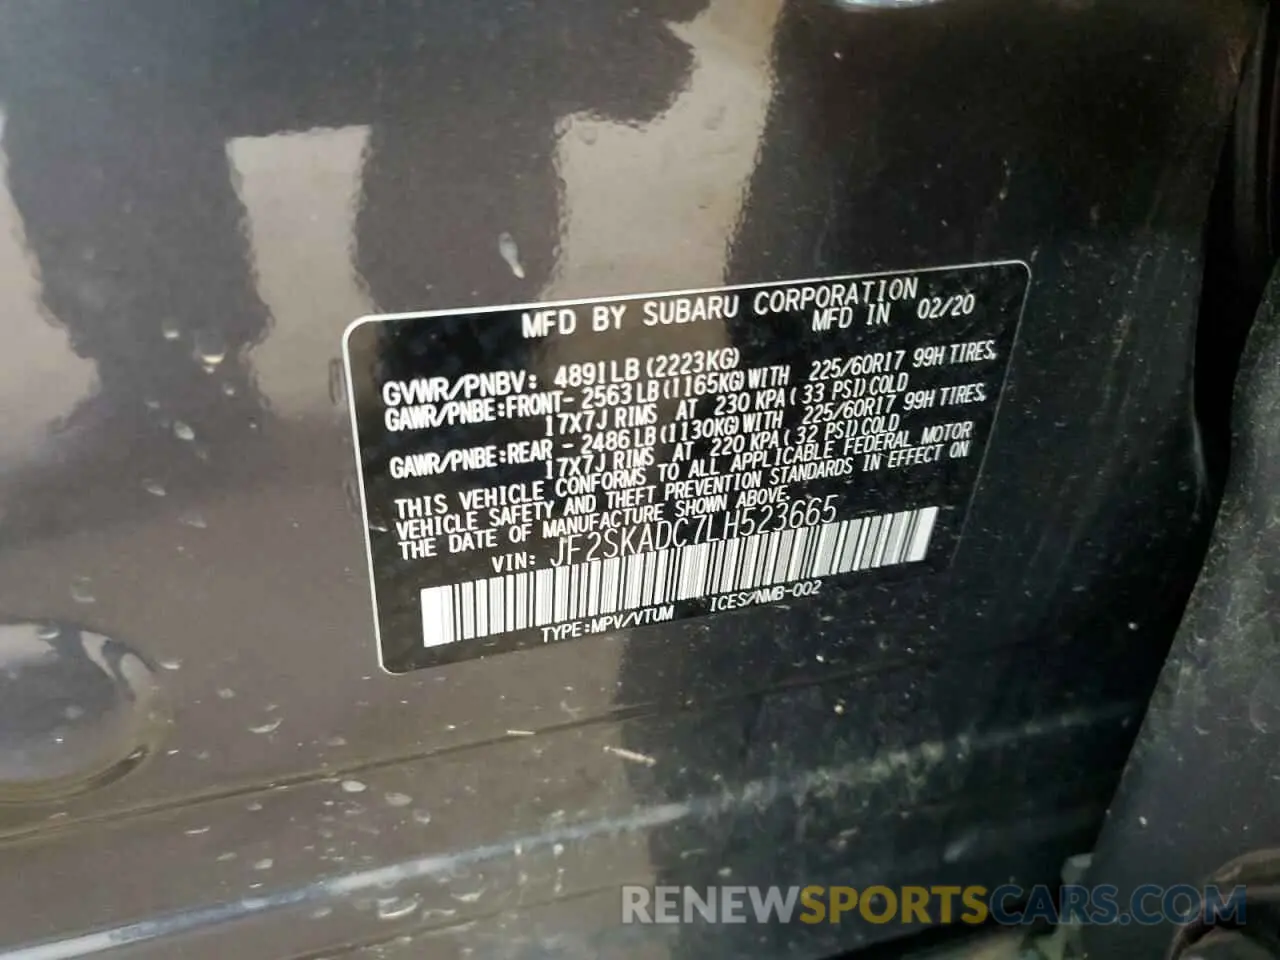 MFD BY SUBARU CORPORATION
MFD IN 02/20
GVWR/PNBV: 4891LB (2223KG)
GAWR/PNBE:FRONT- 2563LB(1165KG)WITH 225/60R17 99H TIRES,
17X7J RIMS AT 230 KPA(33 PSI)COLD
GAWR/PNBE:REAR - 2486LB(1130KG)WITH 225/60R17 99H TIRES,
17X7J RIMS AT 220 KPA(32 PSI)COLD
THIS VEHICLE CONFORMS TO ALL APPLICABLE FEDERAL MOTOR
VEHICLE SAFETY AND THEFT PREVENTION STANDARDS IN EFFECT ON
THE DATE OF MANUFACTURE SHOWN ABOVE.
VIN: JF2SKADC7LH523665
TYPE:MPV/VTUM ICES/NMB-002
RENEWSPORTSCARS.COM